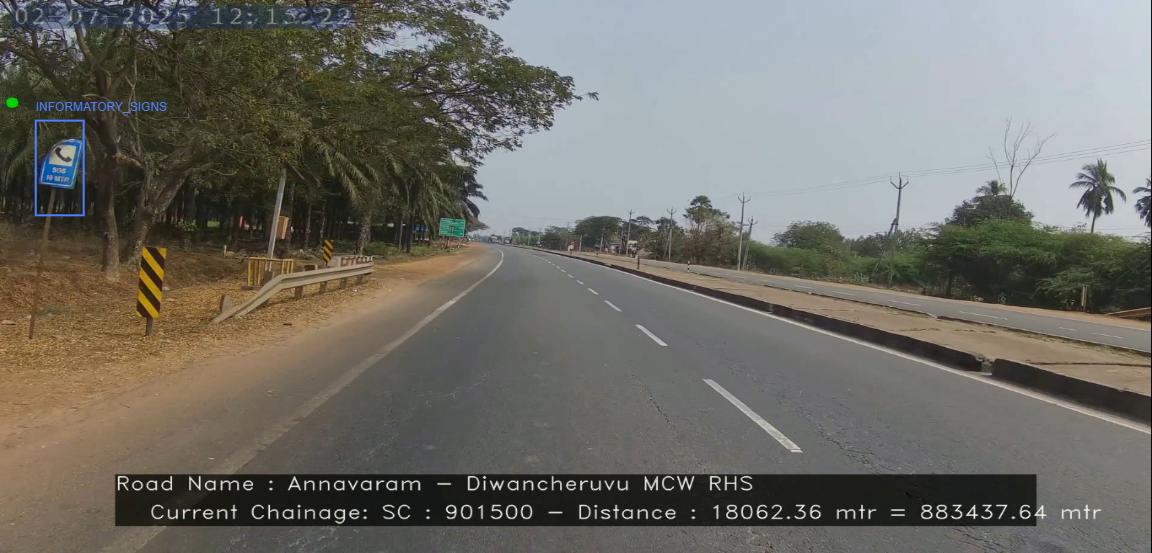 02-07-2025 12:13:22
INFORMATORY_SIGNS
SOS
Road Name : Annavaram - Diwancheruvu MCW RHS
Current Chainage: SC : 901500 - Distance : 18062.36 mtr = 883437.64 mtr